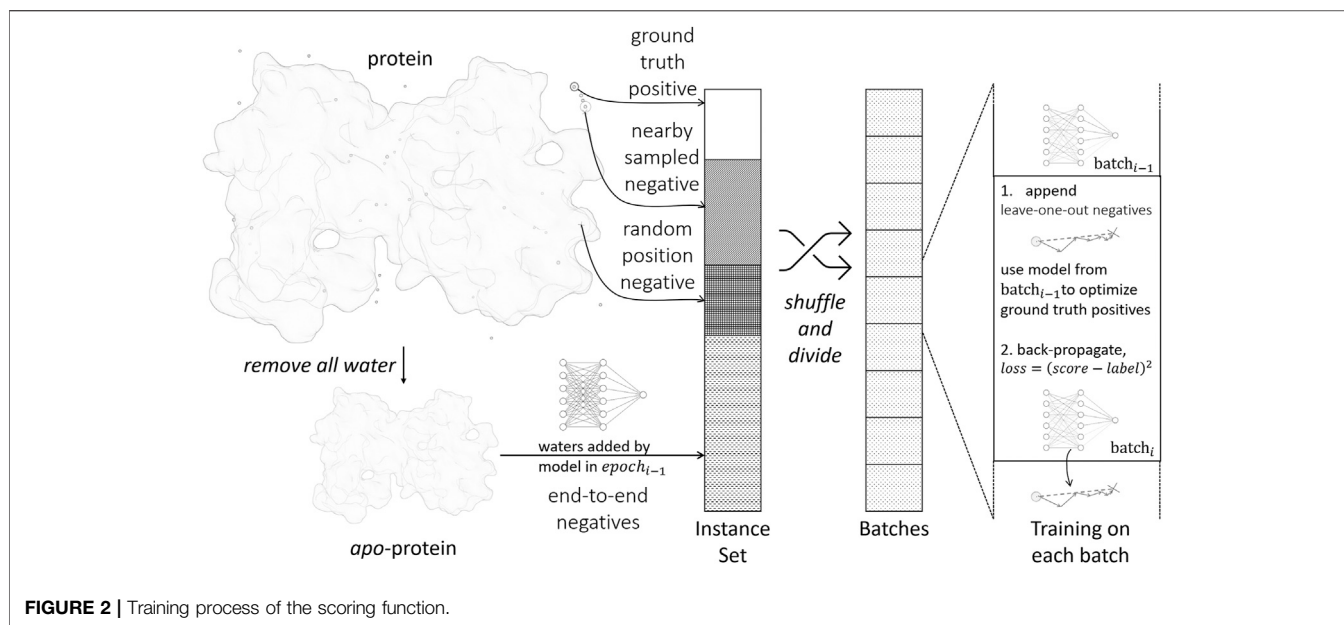 protein
ground
truth
positive
nearby
sampled
negative
random
position
negative
remove all water
apo-protein
waters added by
model in epoch_{i-1}
end-to-end
negatives
Instance
Set
shuffle
and
divide
Batches
batch_{i-1}
1. append
leave-one-out negatives
use model from
batch_{i-1} to optimize
ground truth positives
2. back-propagate,
loss = (score - label)^2
batch_i
Training on
each batch
FIGURE 2 | Training process of the scoring function.